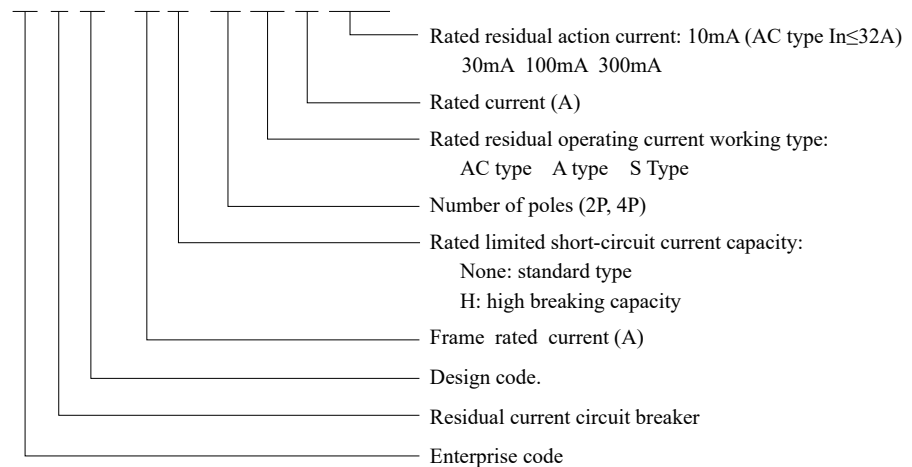 Rated residual action current: 10mA (AC type In≤32A)
30mA 100mA 300mA
Rated current (A)
Rated residual operating current working type:
AC type A type S Type
Number of poles (2P, 4P)
Rated limited short-circuit current capacity:
None: standard type
H: high breaking capacity
Frame rated current (A)
Design code.
Residual current circuit breaker
Enterprise code